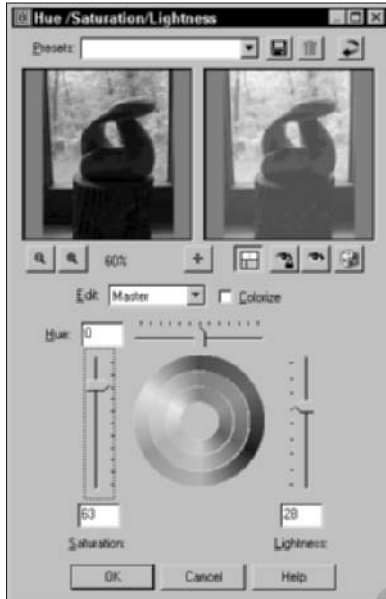 Hue /Saturation/Lightness
Presets:
60%
Edit: Master Colorize
Hue: 0
63 28
Saturation: Lightness:
OK Cancel Help